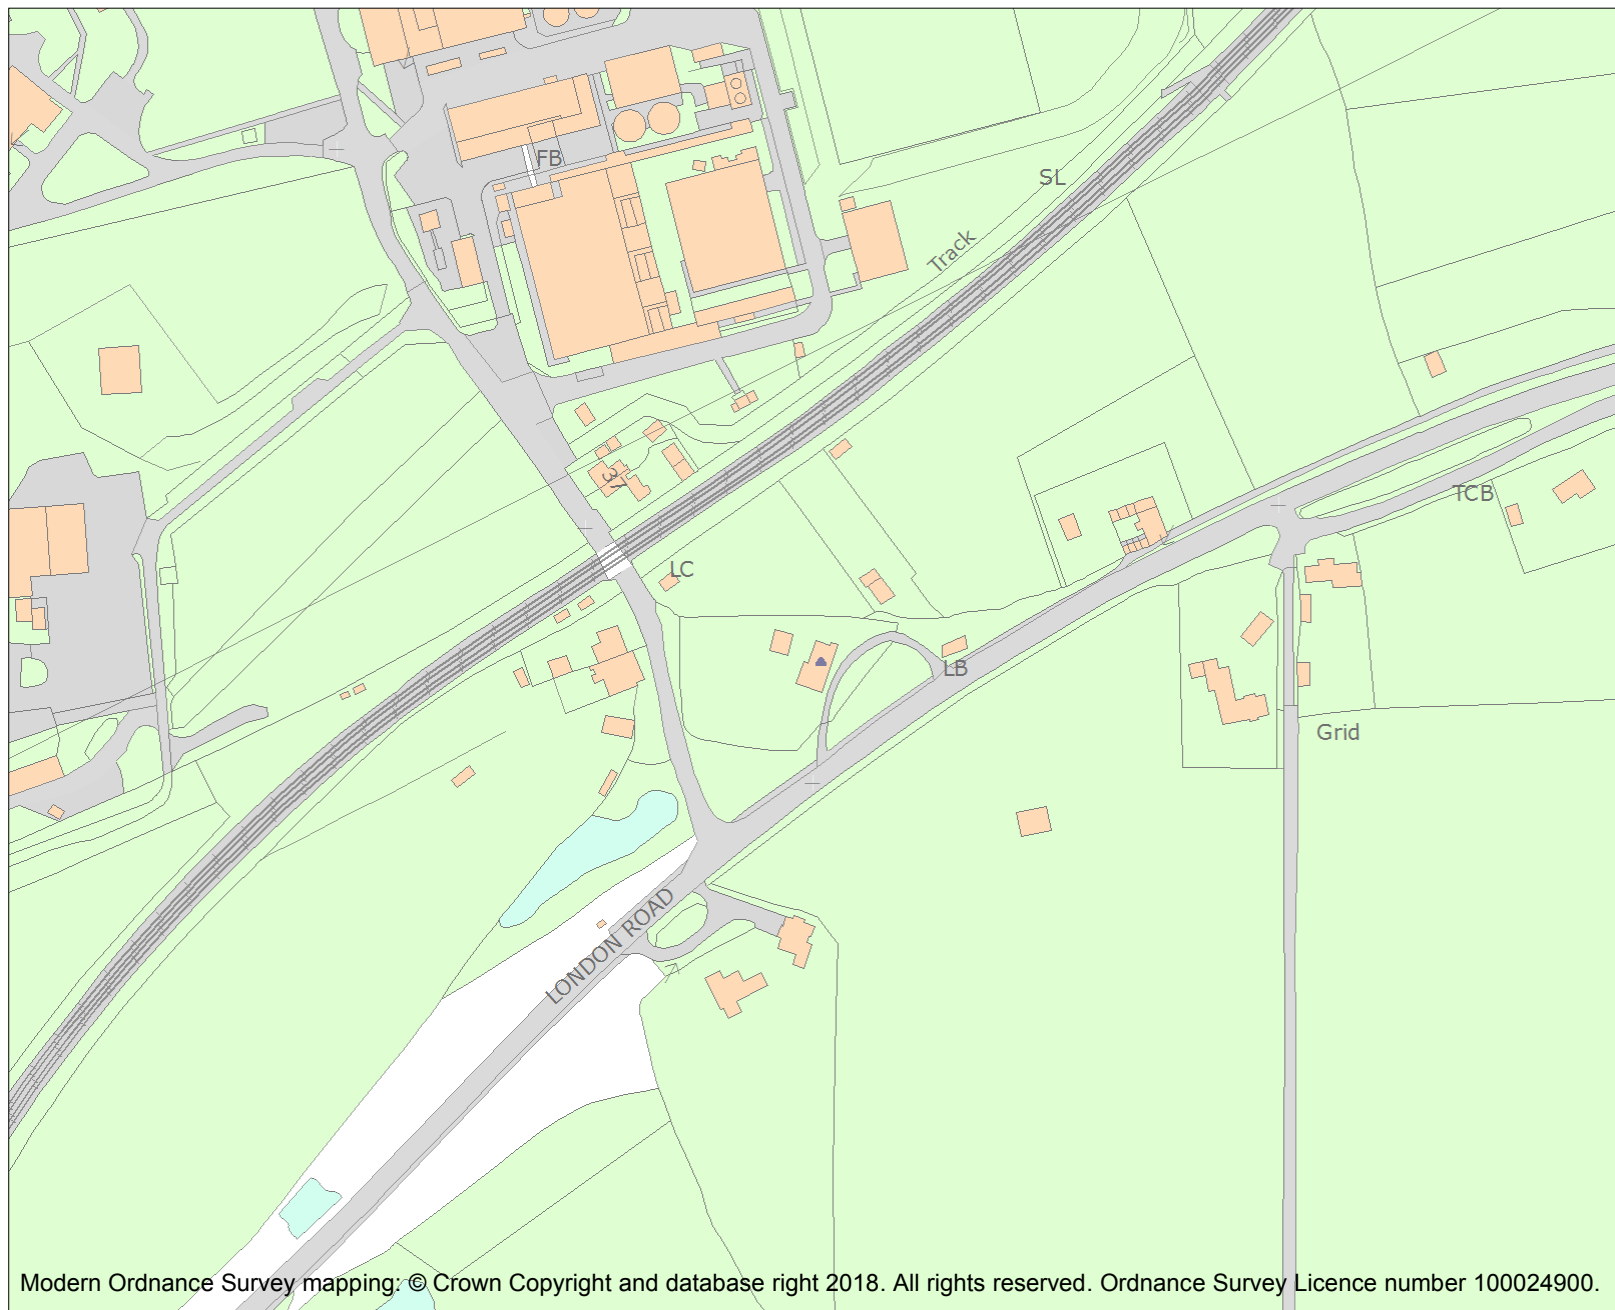 FB
SL
Track
37
TCB
LC
LB
Grid
LONDON ROAD
Modern Ordnance Survey mapping: © Crown Copyright and database right 2018. All rights reserved. Ordnance Survey Licence number 100024900.